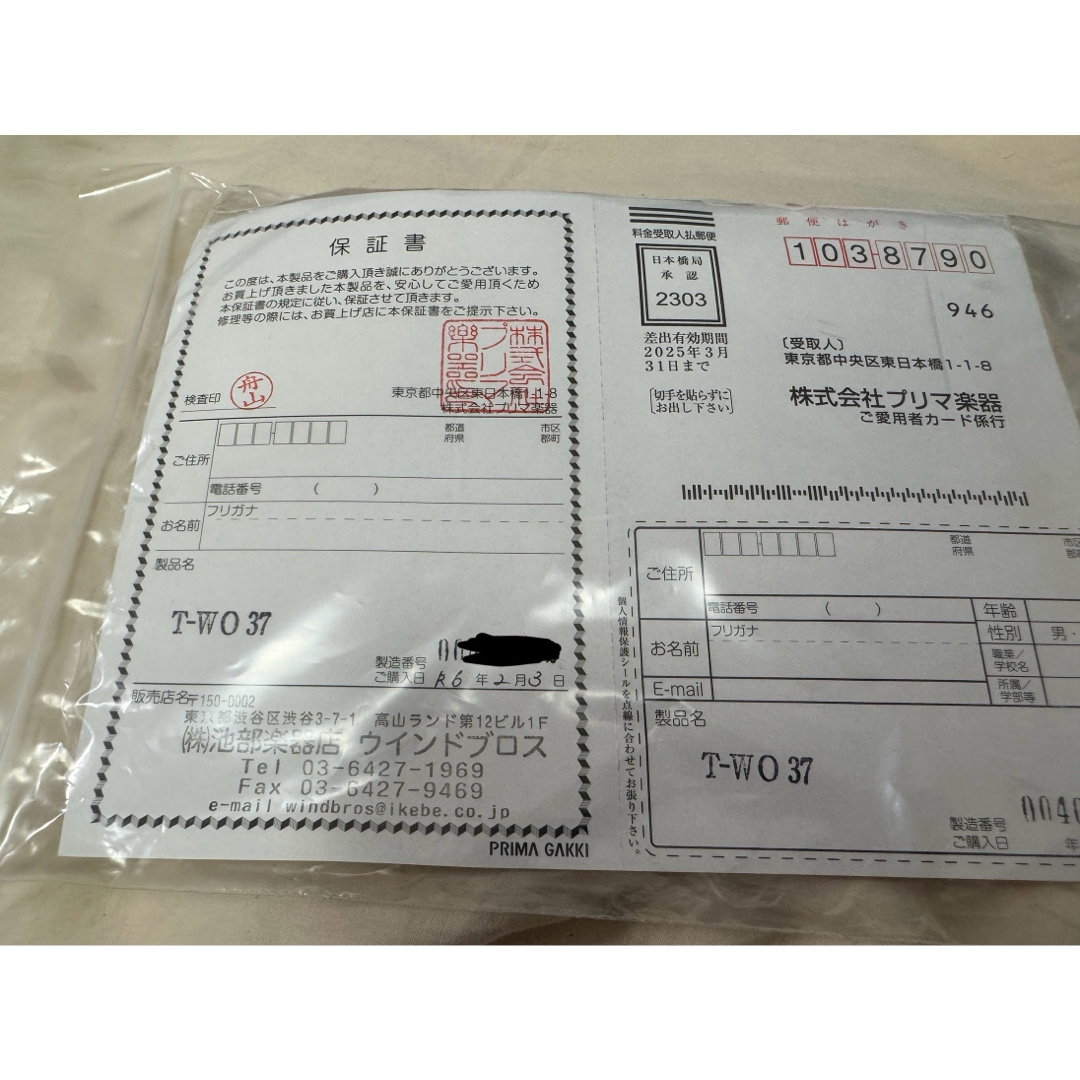 保証書
この度は、本製品をご購入頂き誠にありがとうございます。
お買上げ頂きました本製品を、安心してご愛用頂くため
本保証書の規定に従い、保証させて頂きます。
修理等の際には、お買上げ店に本保証書をご提示下さい。
検査印
舟山
株式会社プリマ楽器
東京都中央区東日本橋1-1-8
株式会社プリマ楽器
ご住所
都道府県
市区郡町
電話番号 ( )
お名前
フリガナ
製品名
T-WO37
製造番号 00
ご購入日 R6 年 2 月 3 日
販売店名
〒150-0002
東京都渋谷区渋谷3-7-1 高山ランド第12ビル1F
(株)池部楽器店 ウインドブロス
Tel 03-6427-1969
Fax 03-6427-9469
e-mail windbros@ikebe.co.jp
PRIMA GAKKI
料金受取人払郵便
日本橋局
承認
2303
差出有効期間
2025年3月
31日まで
切手を貼らずに
お出し下さい
郵便はがき
103-8790
946
〔受取人〕
東京都中央区東日本橋1-1-8
株式会社プリマ楽器
ご愛用者カード係行
個人情報保護シールを点線に合わせてお張り下さい。
ご住所
都道府県
市区
電話番号 ( )
年齢
お名前
フリガナ
性別
男・
職業/学校名
E-mail
所属/学部等
製品名
T-WO37
製造番号 0040
ご購入日 年